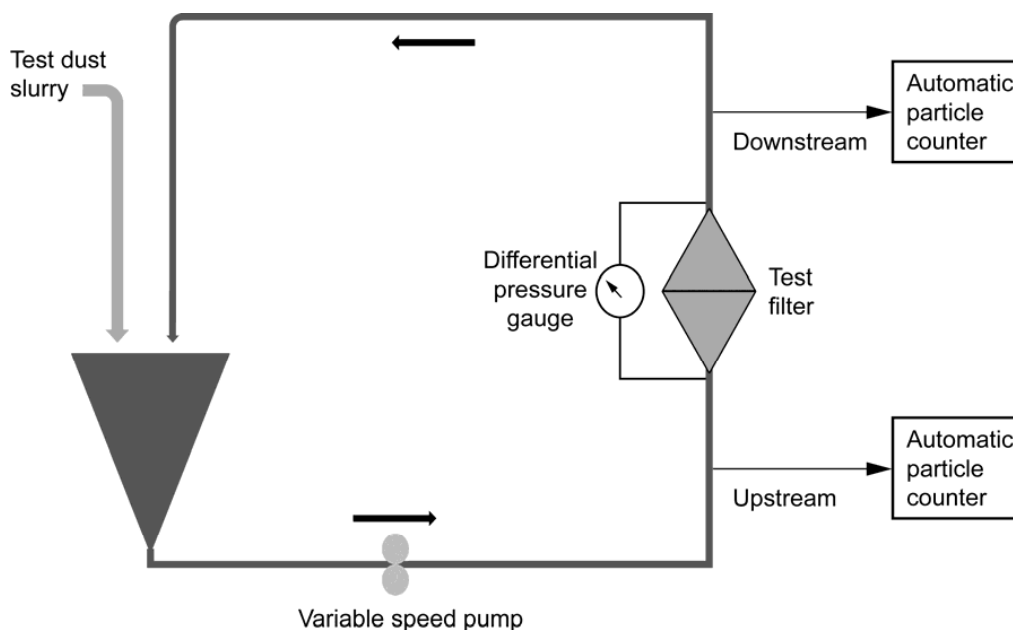 Test dust
slurry
Automatic
particle
counter
Downstream
Differential
pressure
gauge
Test
filter
Automatic
particle
counter
Upstream
Variable speed pump